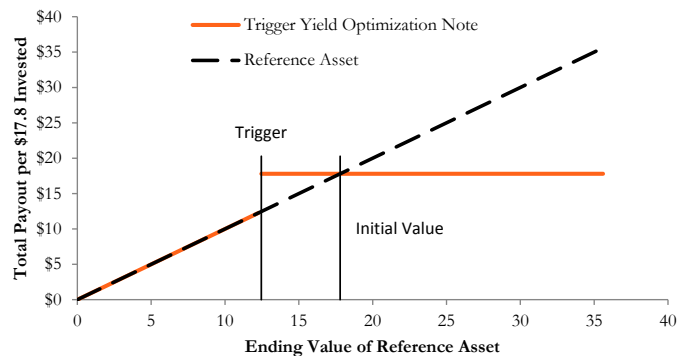 Trigger Yield Optimization Note
Reference Asset
Total Payout per $17.8 Invested
$40
$35
$30
$25
$20
$15
$10
$5
$0
Trigger
Initial Value
0 5 10 15 20 25 30 35 40
Ending Value of Reference Asset